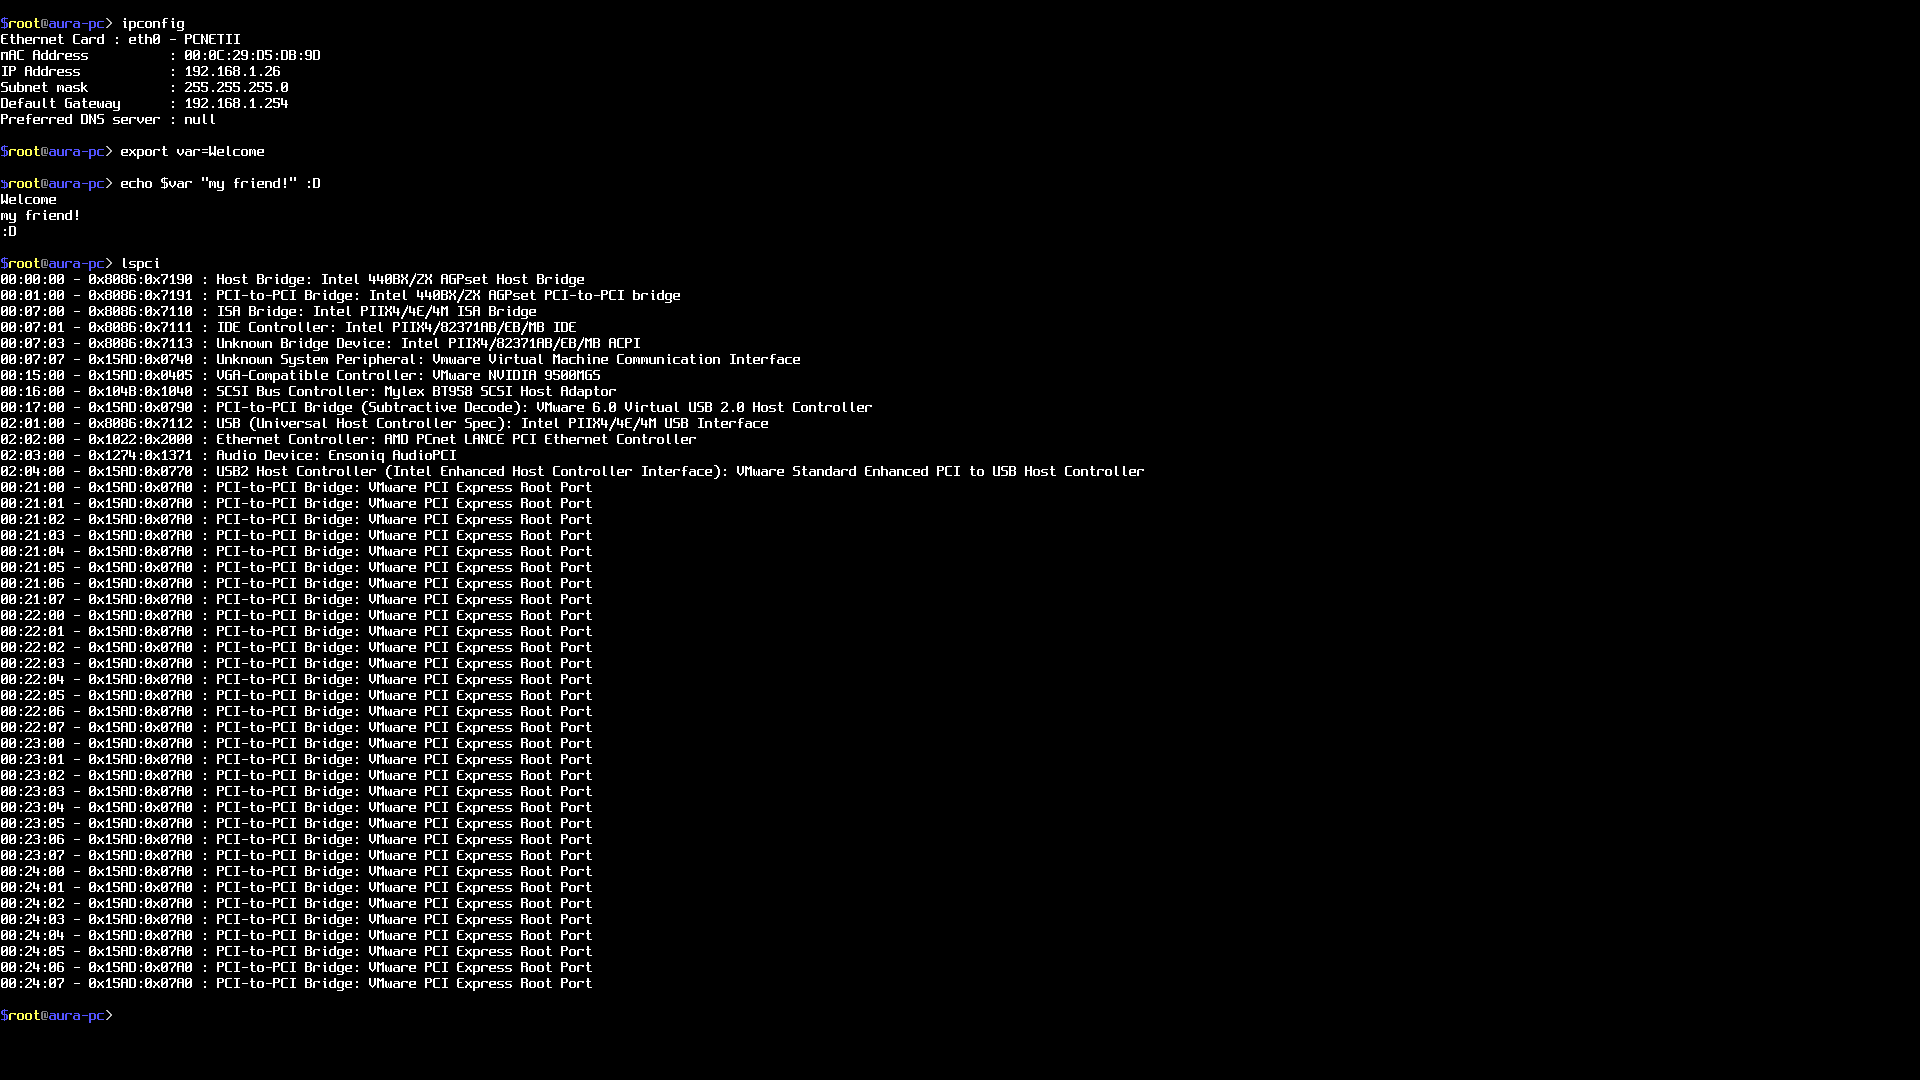 $root@aura-pc> ipconfig
Ethernet Card : eth0 - PCNETII
MAC Address          : 00:0C:29:D5:DB:9D
IP Address           : 192.168.1.26
Subnet mask          : 255.255.255.0
Default Gateway      : 192.168.1.254
Preferred DNS server : null
$root@aura-pc> export var=Welcome
$root@aura-pc> echo $var "my friend!" :D
Welcome
my friend!
:D
$root@aura-pc> lspci
00:00:00 - 0x8086:0x7190 : Host Bridge: Intel 440BX/ZX AGPset Host Bridge
00:01:00 - 0x8086:0x7191 : PCI-to-PCI Bridge: Intel 440BX/ZX AGPset PCI-to-PCI bridge
00:07:00 - 0x8086:0x7110 : ISA Bridge: Intel PIIX4/4E/4M ISA Bridge
00:07:01 - 0x8086:0x7111 : IDE Controller: Intel PIIX4/82371AB/EB/MB IDE
00:07:03 - 0x8086:0x7113 : Unknown Bridge Device: Intel PIIX4/82371AB/EB/MB ACPI
00:07:07 - 0x15AD:0x0740 : Unknown System Peripheral: Vmware Virtual Machine Communication Interface
00:15:00 - 0x15AD:0x0405 : VGA-Compatible Controller: VMware NVIDIA 9500MGS
00:16:00 - 0x104B:0x1040 : SCSI Bus Controller: Mylex BT958 SCSI Host Adaptor
00:17:00 - 0x15AD:0x0790 : PCI-to-PCI Bridge (Subtractive Decode): VMware 6.0 Virtual USB 2.0 Host Controller
02:01:00 - 0x8086:0x7112 : USB (Universal Host Controller Spec): Intel PIIX4/4E/4M USB Interface
02:02:00 - 0x1022:0x2000 : Ethernet Controller: AMD PCnet LANCE PCI Ethernet Controller
02:03:00 - 0x1274:0x1371 : Audio Device: Ensoniq AudioPCI
02:04:00 - 0x15AD:0x0770 : USB2 Host Controller (Intel Enhanced Host Controller Interface): VMware Standard Enhanced PCI to USB Host Controller
00:21:00 - 0x15AD:0x07A0 : PCI-to-PCI Bridge: VMware PCI Express Root Port
00:21:01 - 0x15AD:0x07A0 : PCI-to-PCI Bridge: VMware PCI Express Root Port
00:21:02 - 0x15AD:0x07A0 : PCI-to-PCI Bridge: VMware PCI Express Root Port
00:21:03 - 0x15AD:0x07A0 : PCI-to-PCI Bridge: VMware PCI Express Root Port
00:21:04 - 0x15AD:0x07A0 : PCI-to-PCI Bridge: VMware PCI Express Root Port
00:21:05 - 0x15AD:0x07A0 : PCI-to-PCI Bridge: VMware PCI Express Root Port
00:21:06 - 0x15AD:0x07A0 : PCI-to-PCI Bridge: VMware PCI Express Root Port
00:21:07 - 0x15AD:0x07A0 : PCI-to-PCI Bridge: VMware PCI Express Root Port
00:22:00 - 0x15AD:0x07A0 : PCI-to-PCI Bridge: VMware PCI Express Root Port
00:22:01 - 0x15AD:0x07A0 : PCI-to-PCI Bridge: VMware PCI Express Root Port
00:22:02 - 0x15AD:0x07A0 : PCI-to-PCI Bridge: VMware PCI Express Root Port
00:22:03 - 0x15AD:0x07A0 : PCI-to-PCI Bridge: VMware PCI Express Root Port
00:22:04 - 0x15AD:0x07A0 : PCI-to-PCI Bridge: VMware PCI Express Root Port
00:22:05 - 0x15AD:0x07A0 : PCI-to-PCI Bridge: VMware PCI Express Root Port
00:22:06 - 0x15AD:0x07A0 : PCI-to-PCI Bridge: VMware PCI Express Root Port
00:22:07 - 0x15AD:0x07A0 : PCI-to-PCI Bridge: VMware PCI Express Root Port
00:23:00 - 0x15AD:0x07A0 : PCI-to-PCI Bridge: VMware PCI Express Root Port
00:23:01 - 0x15AD:0x07A0 : PCI-to-PCI Bridge: VMware PCI Express Root Port
00:23:02 - 0x15AD:0x07A0 : PCI-to-PCI Bridge: VMware PCI Express Root Port
00:23:03 - 0x15AD:0x07A0 : PCI-to-PCI Bridge: VMware PCI Express Root Port
00:23:04 - 0x15AD:0x07A0 : PCI-to-PCI Bridge: VMware PCI Express Root Port
00:23:05 - 0x15AD:0x07A0 : PCI-to-PCI Bridge: VMware PCI Express Root Port
00:23:06 - 0x15AD:0x07A0 : PCI-to-PCI Bridge: VMware PCI Express Root Port
00:23:07 - 0x15AD:0x07A0 : PCI-to-PCI Bridge: VMware PCI Express Root Port
00:24:00 - 0x15AD:0x07A0 : PCI-to-PCI Bridge: VMware PCI Express Root Port
00:24:01 - 0x15AD:0x07A0 : PCI-to-PCI Bridge: VMware PCI Express Root Port
00:24:02 - 0x15AD:0x07A0 : PCI-to-PCI Bridge: VMware PCI Express Root Port
00:24:03 - 0x15AD:0x07A0 : PCI-to-PCI Bridge: VMware PCI Express Root Port
00:24:04 - 0x15AD:0x07A0 : PCI-to-PCI Bridge: VMware PCI Express Root Port
00:24:05 - 0x15AD:0x07A0 : PCI-to-PCI Bridge: VMware PCI Express Root Port
00:24:06 - 0x15AD:0x07A0 : PCI-to-PCI Bridge: VMware PCI Express Root Port
00:24:07 - 0x15AD:0x07A0 : PCI-to-PCI Bridge: VMware PCI Express Root Port
$root@aura-pc>